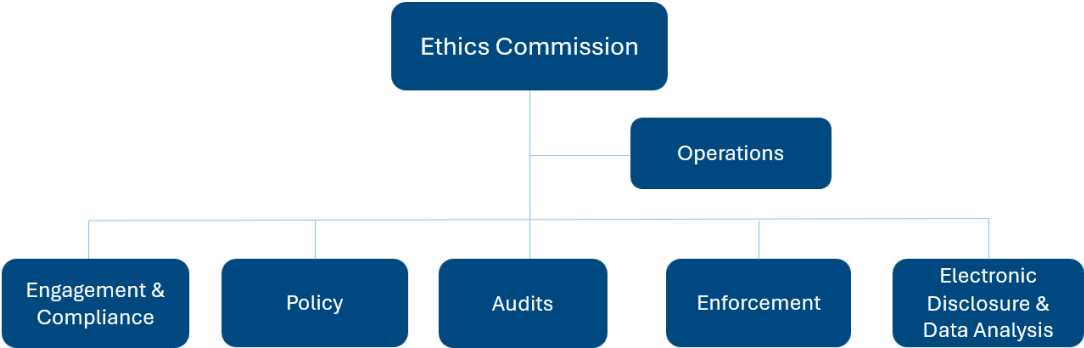 Ethics Commission
Operations
Engagement &
Compliance
Policy
Audits
Enforcement
Electronic
Disclosure &
Data Analysis